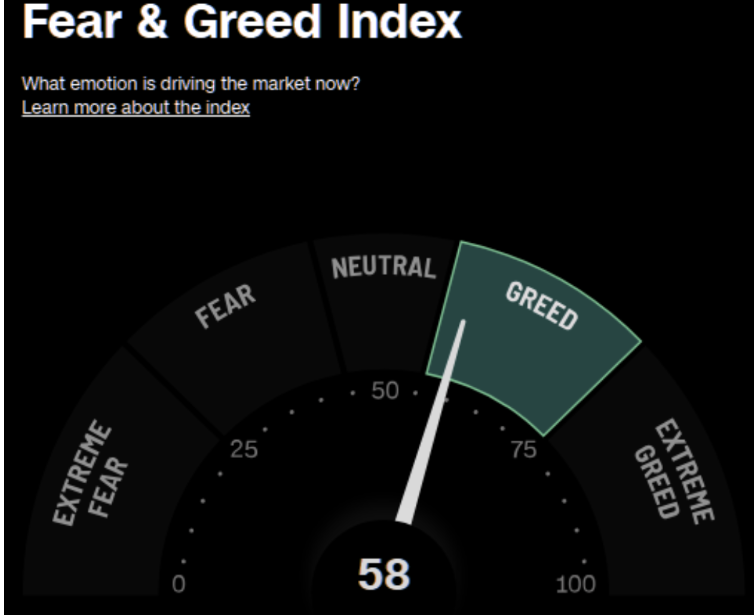 Fear & Greed Index
What emotion is driving the market now?
Learn more about the index
EXTREME
FEAR
FEAR
NEUTRAL
GREED
EXTREME
GREED
0
25
50
75
100
58